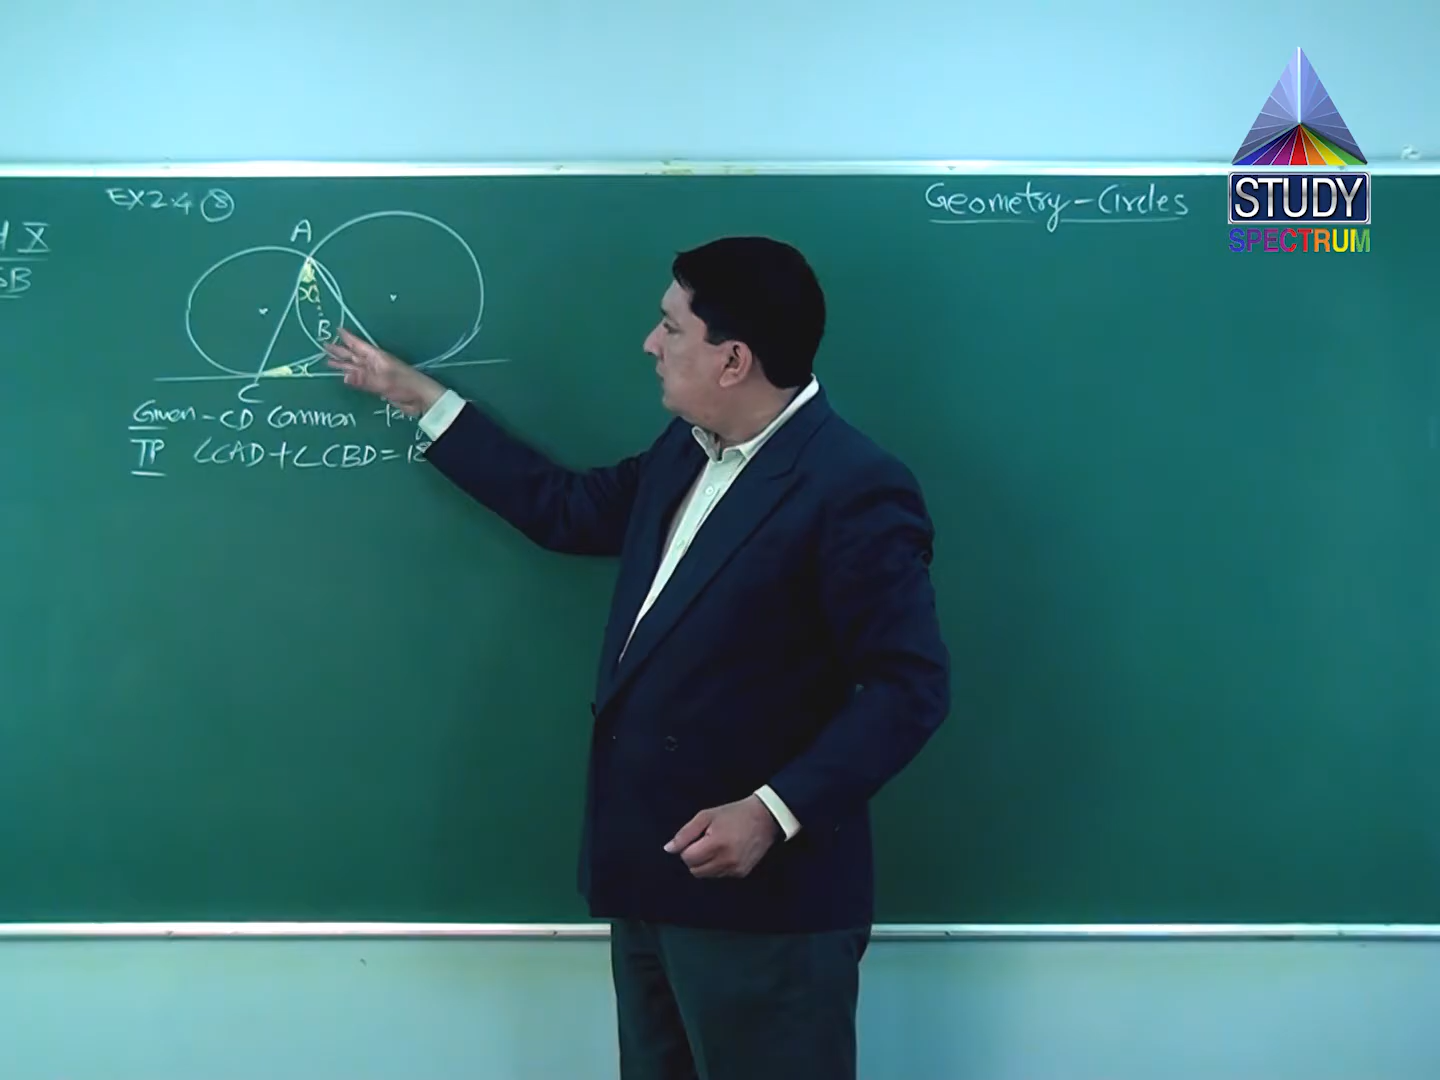 EX 2.4 (8)
Geometry - Circles
STUDY
SPECTRUM
X
A
x
B
x
C
Given - CD Common
TP ∠CAD + ∠CBD =